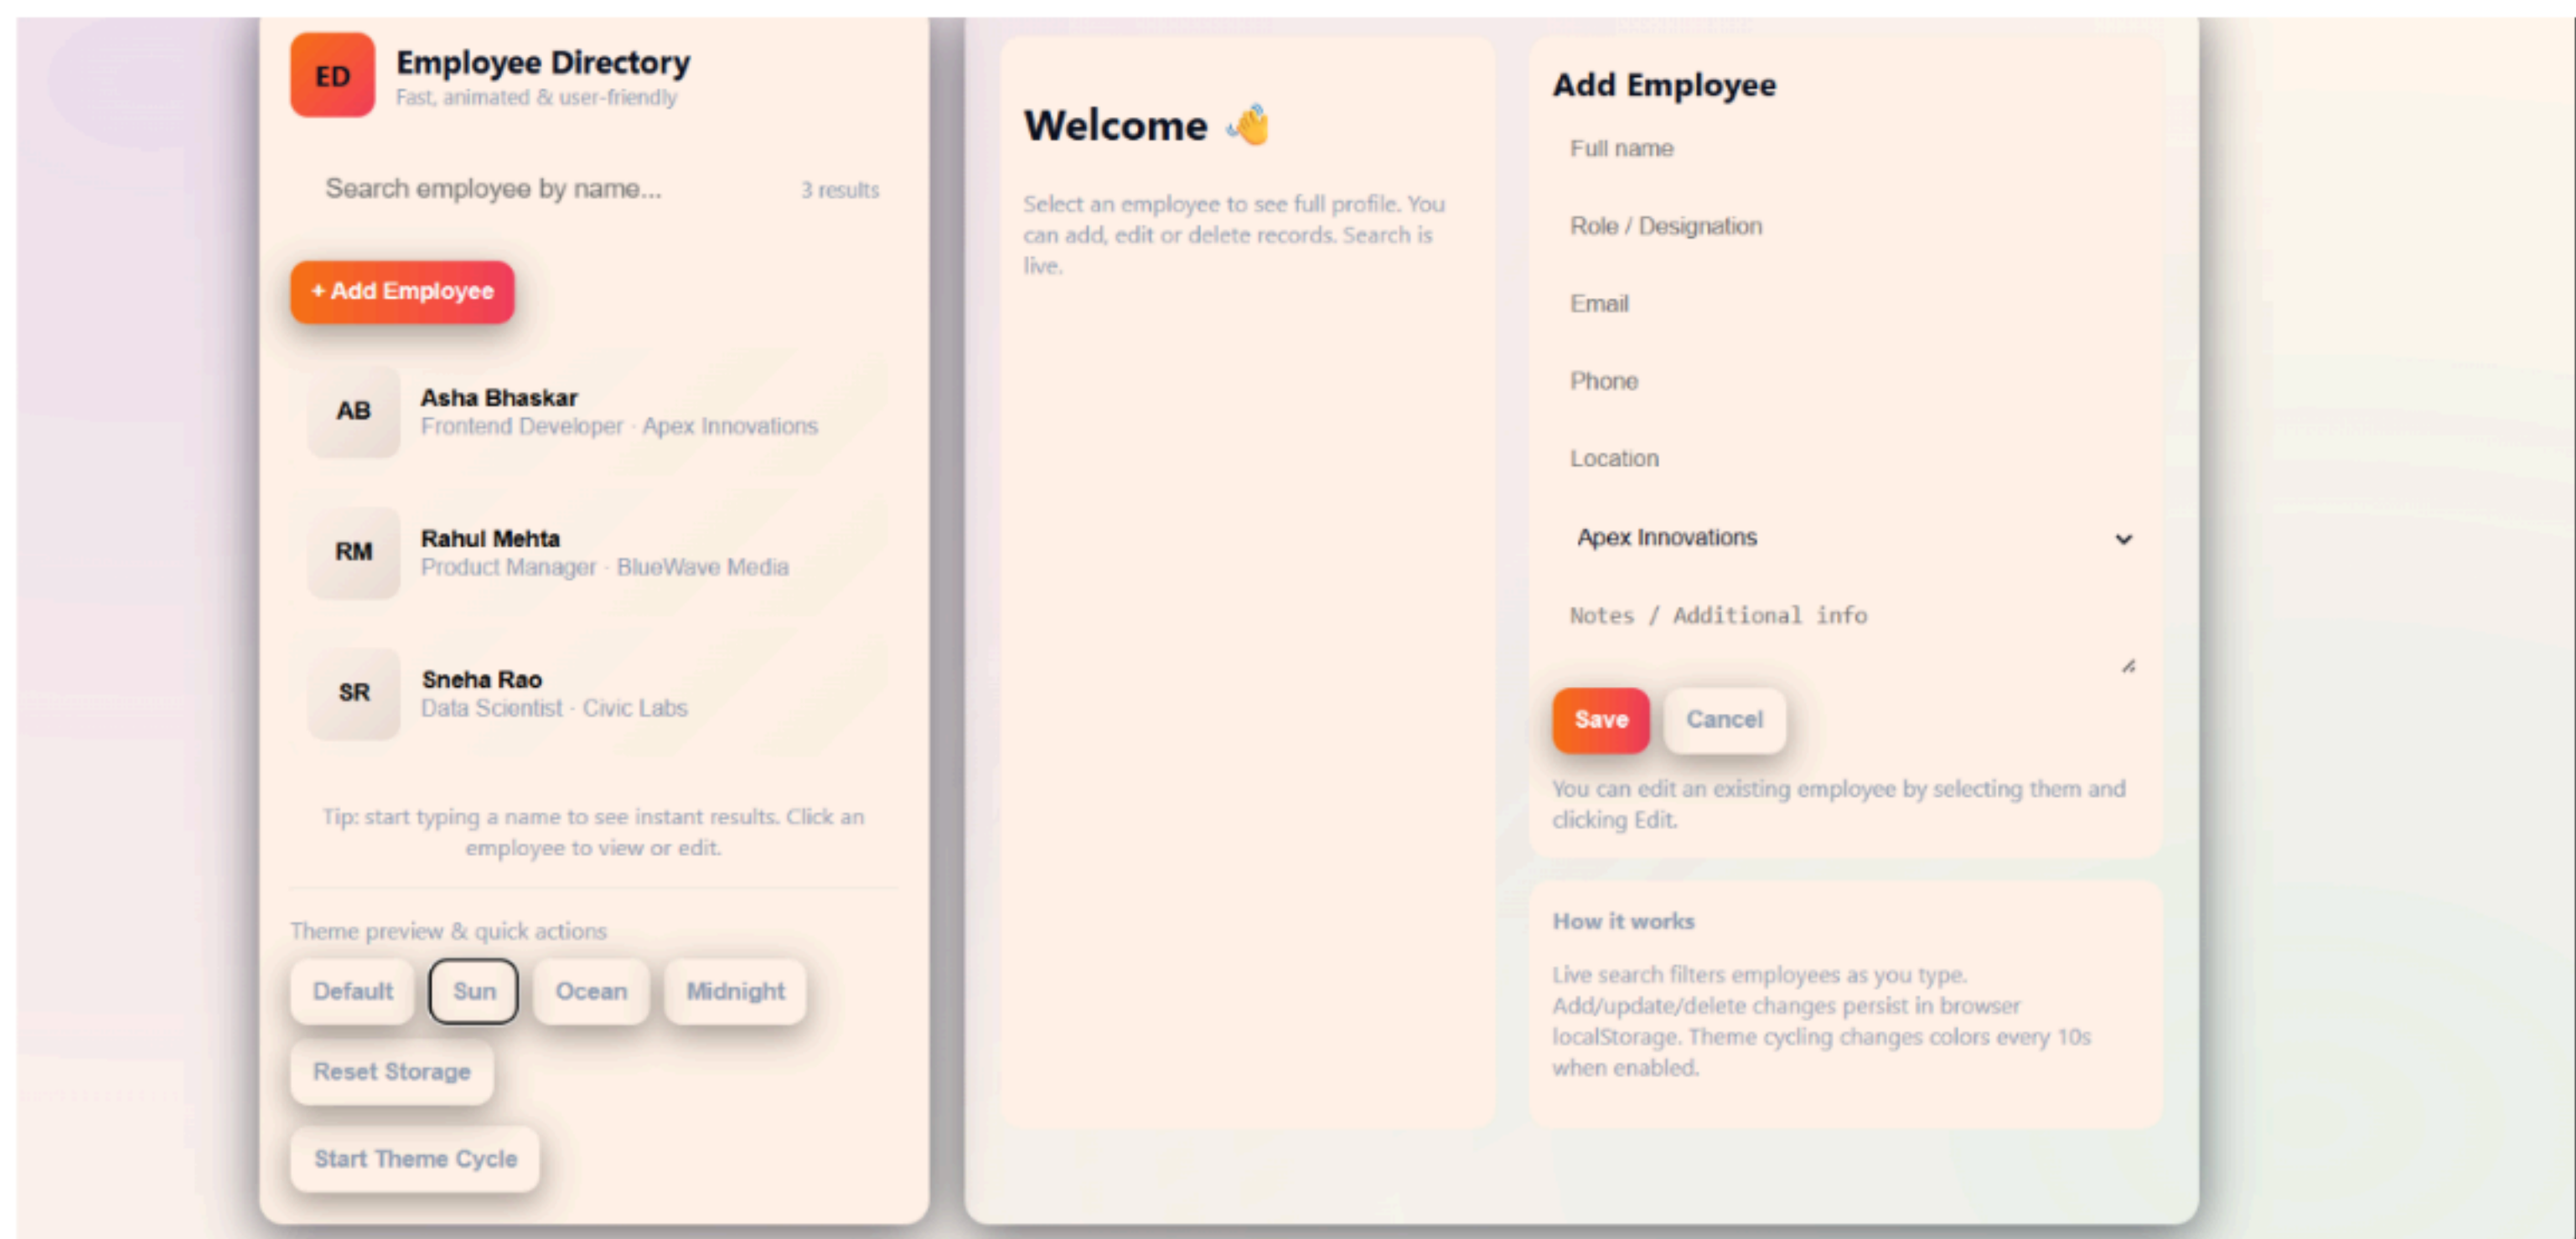 ED
Employee Directory
Fast, animated & user-friendly
Search employee by name...
3 results
+ Add Employee
AB
Asha Bhaskar
Frontend Developer · Apex Innovations
RM
Rahul Mehta
Product Manager · BlueWave Media
SR
Sneha Rao
Data Scientist · Civic Labs
Tip: start typing a name to see instant results. Click an
employee to view or edit.
Theme preview & quick actions
Default
Sun
Ocean
Midnight
Reset Storage
Start Theme Cycle
Welcome 👋
Select an employee to see full profile. You
can add, edit or delete records. Search is
live.
Add Employee
Full name
Role / Designation
Email
Phone
Location
Apex Innovations
Notes / Additional info
Save
Cancel
You can edit an existing employee by selecting them and
clicking Edit.
How it works
Live search filters employees as you type.
Add/update/delete changes persist in browser
localStorage. Theme cycling changes colors every 10s
when enabled.